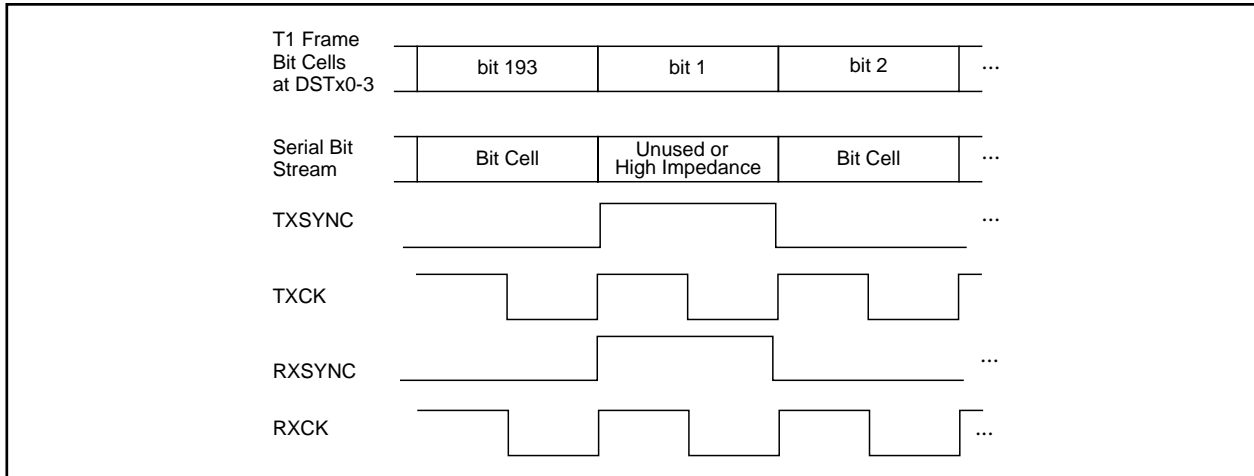 T1 Frame
Bit Cells
at DSTx0-3
bit 193
bit 1
bit 2
...
Serial Bit
Stream
Bit Cell
Unused or
High Impedance
Bit Cell
...
TXSYNC
...
TXCK
RXSYNC
...
RXCK
...